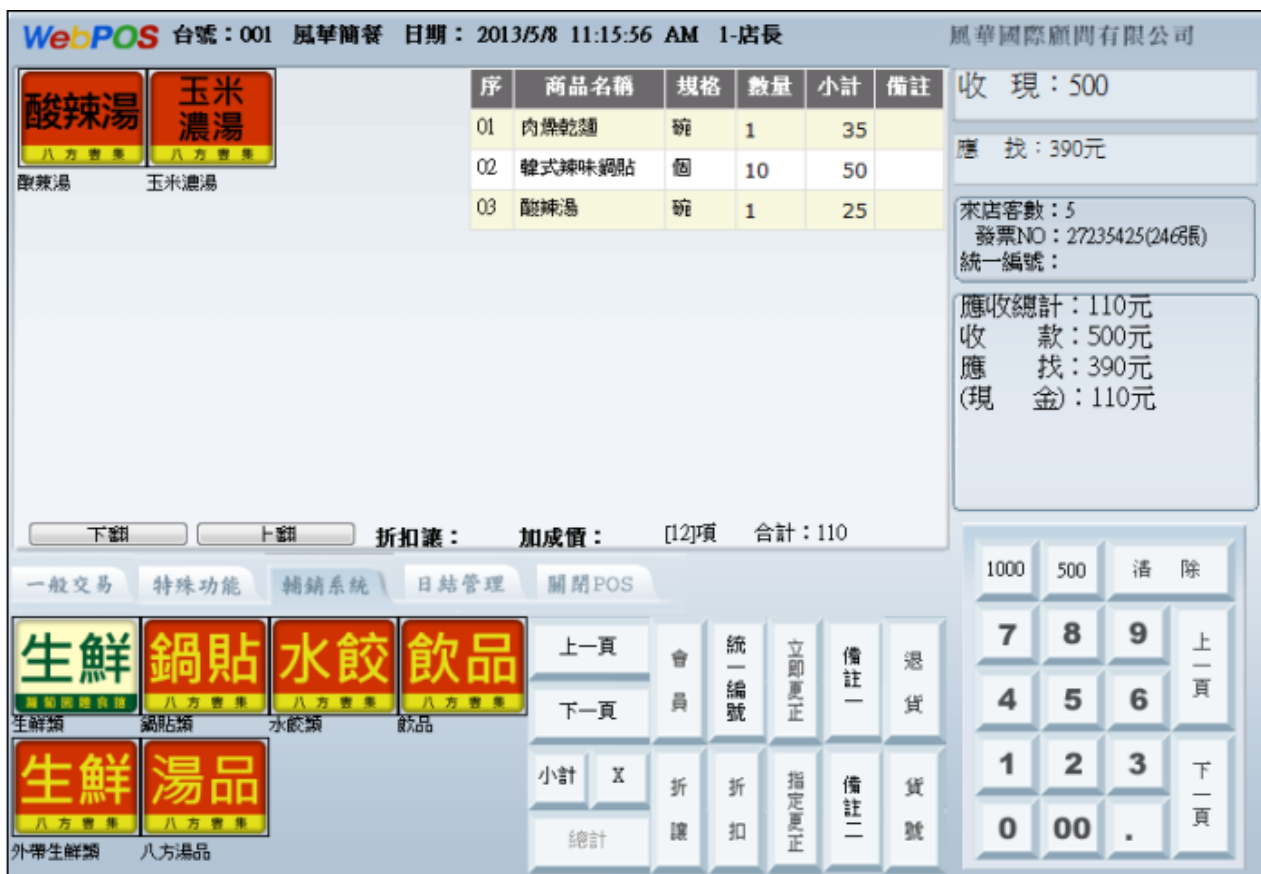 WebPOS 台號：001 風華簡餐 日期： 2013/5/8 11:15:56 AM 1-店長 風華國際顧問有限公司
酸辣湯
八方雲集
酸辣湯
玉米
濃湯
八方雲集
玉米濃湯
序 商品名稱 規格 數量 小計 備註
01 肉燥乾麵 碗 1 35
02 韓式辣味鍋貼 個 10 50
03 酸辣湯 碗 1 25
下翻 上翻 折扣讓： 加成價： [12]項 合計：110
收 現：500
應 找：390元
來店客數：5
發票NO：27235425(246張)
統一編號：
應收總計：110元
收 款：500元
應 找：390元
(現 金)：110元
一般交易 特殊功能 輔銷系統 日結管理 關閉POS
生鮮
生鮮類
鍋貼
八方雲集
鍋貼類
水餃
八方雲集
水餃類
飲品
八方雲集
飲品
生鮮
八方雲集
外帶生鮮類
湯品
八方雲集
八方湯品
上一頁
下一頁
小計 X
總計
會員
統一編號
立即更正
備註一
退貨
折讓
折扣
指定更正
備註二
貨號
1000 500 清 除
7 8 9 上一頁
4 5 6
1 2 3 下一頁
0 00 .